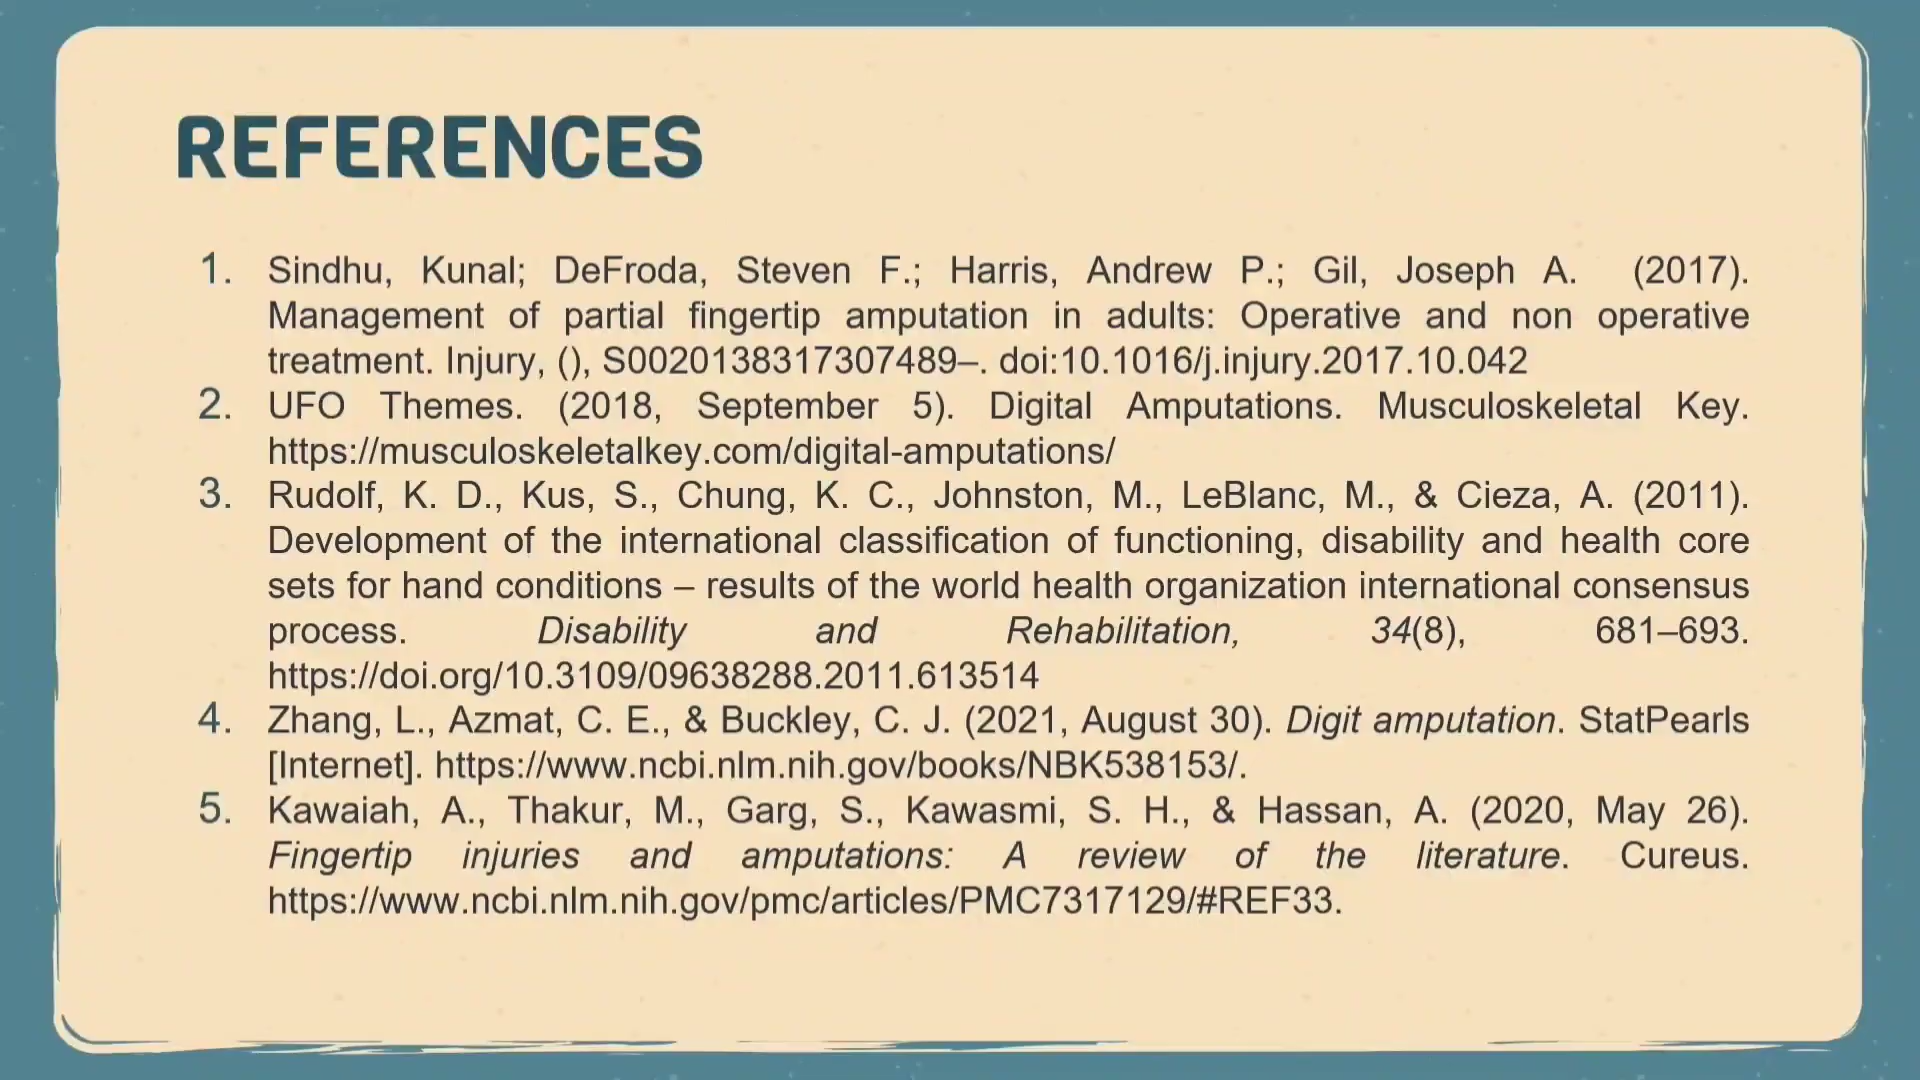 REFERENCES
1. Sindhu, Kunal; DeFroda, Steven F.; Harris, Andrew P.; Gil, Joseph A. (2017).
Management of partial fingertip amputation in adults: Operative and non operative
treatment. Injury, (), S0020138317307489–. doi:10.1016/j.injury.2017.10.042
2. UFO Themes. (2018, September 5). Digital Amputations. Musculoskeletal Key.
https://musculoskeletalkey.com/digital-amputations/
3. Rudolf, K. D., Kus, S., Chung, K. C., Johnston, M., LeBlanc, M., & Cieza, A. (2011).
Development of the international classification of functioning, disability and health core
sets for hand conditions – results of the world health organization international consensus
process. Disability and Rehabilitation, 34(8), 681–693.
https://doi.org/10.3109/09638288.2011.613514
4. Zhang, L., Azmat, C. E., & Buckley, C. J. (2021, August 30). Digit amputation. StatPearls
[Internet]. https://www.ncbi.nlm.nih.gov/books/NBK538153/.
5. Kawaiah, A., Thakur, M., Garg, S., Kawasmi, S. H., & Hassan, A. (2020, May 26).
Fingertip injuries and amputations: A review of the literature. Cureus.
https://www.ncbi.nlm.nih.gov/pmc/articles/PMC7317129/#REF33.